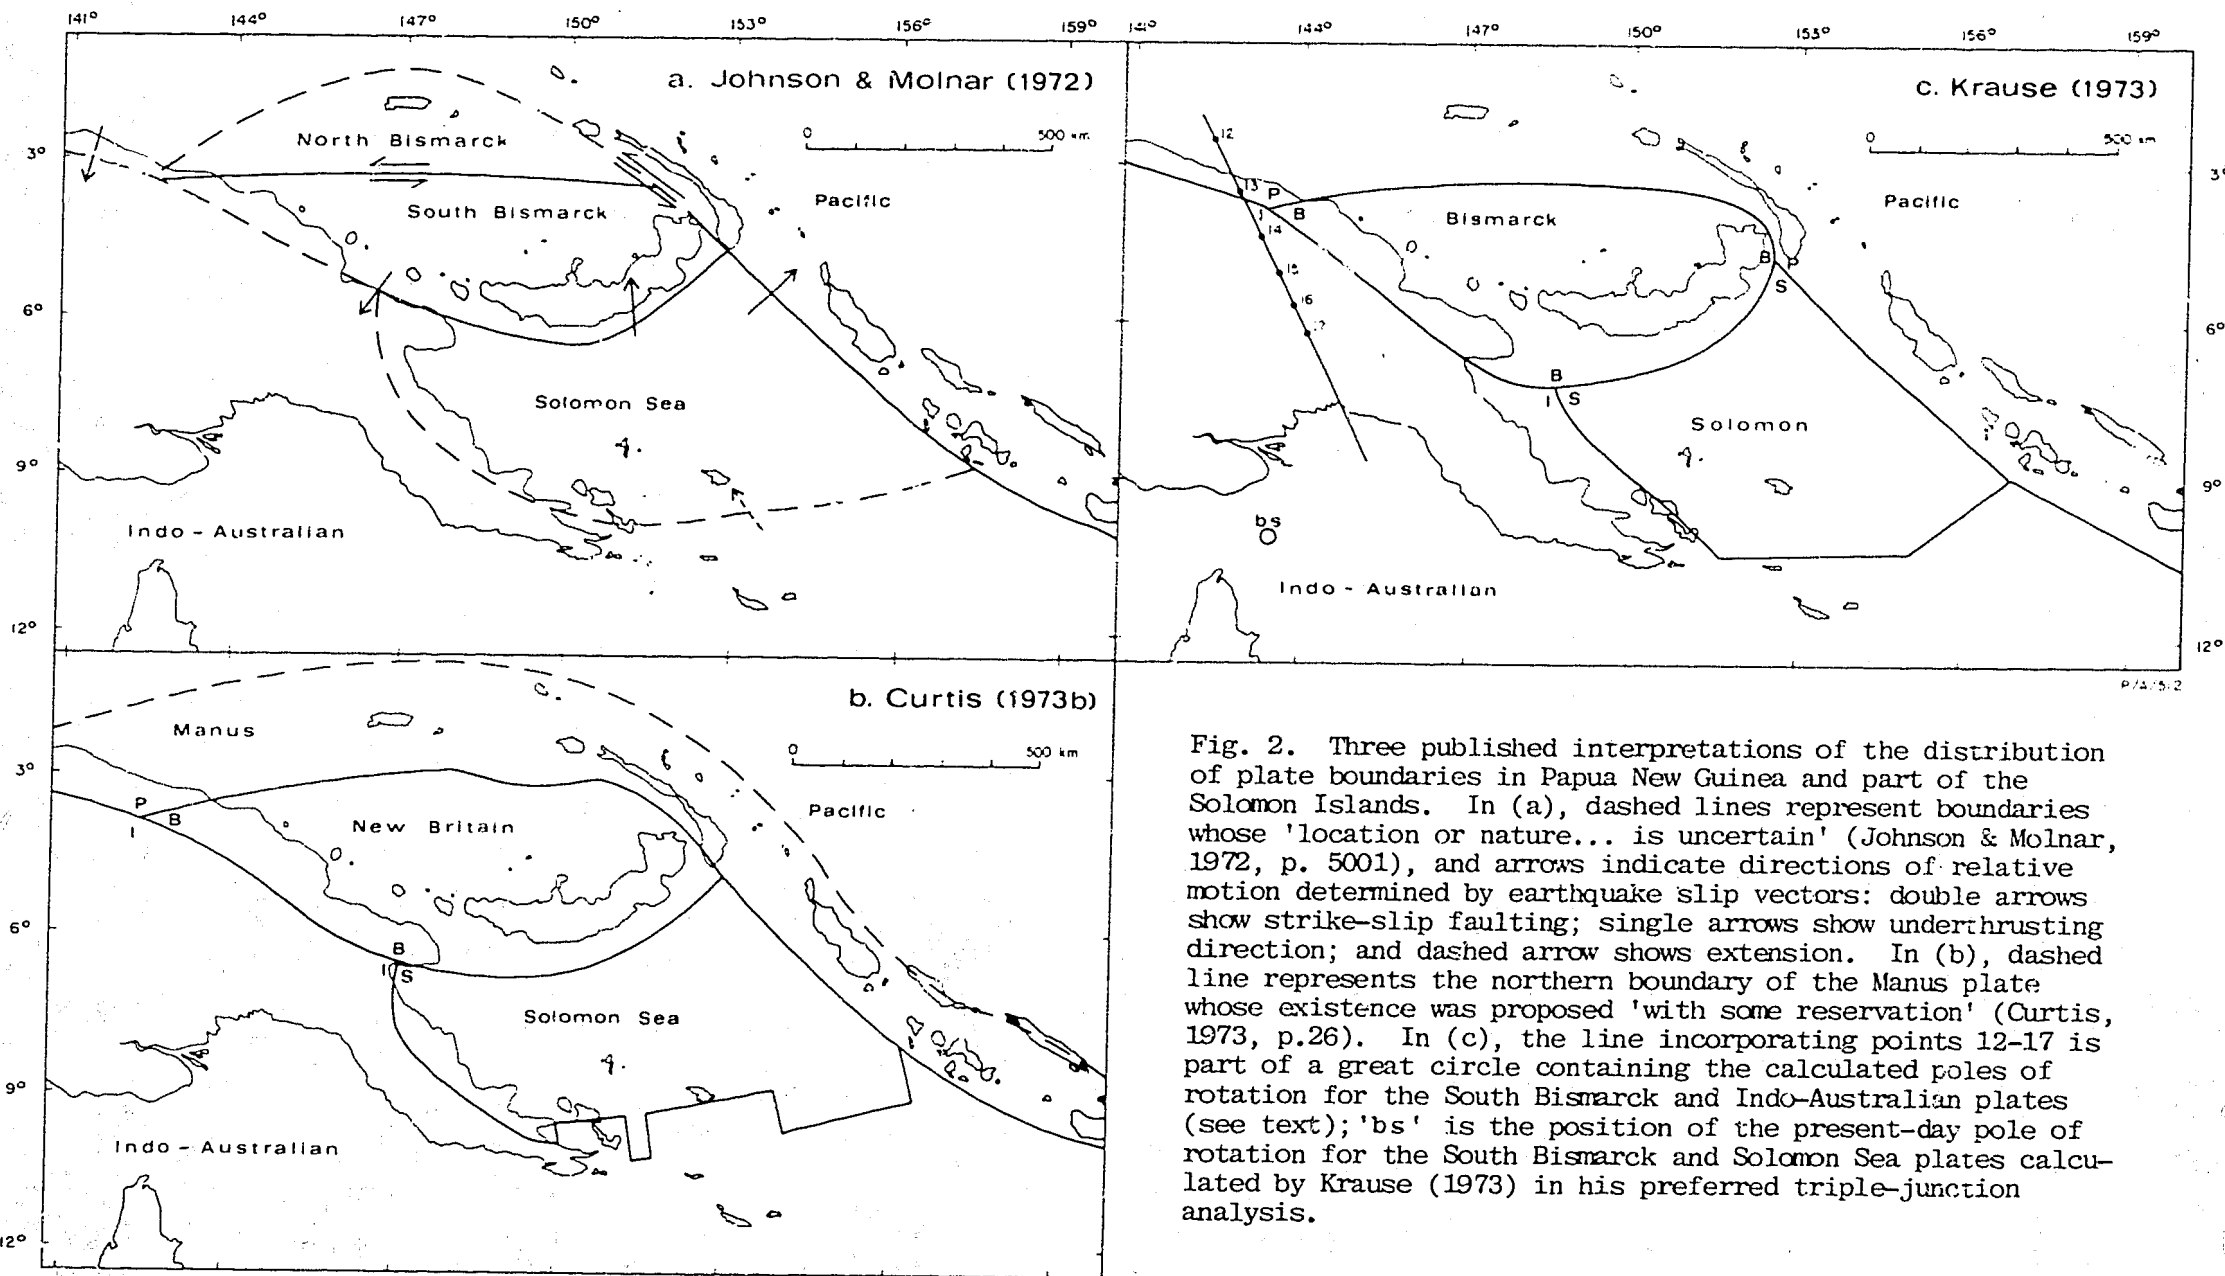 141° 144° 147° 150° 153° 156° 159°
a. Johnson & Molnar (1972)
0 500 km
North Bismarck
South Bismarck
Pacific
Solomon Sea
Indo - Australian
3°
6°
9°
12°
144° 147° 150° 153° 156° 159°
c. Krause (1973)
0 500 km
12
13
14
15
16
17
P
I B
Bismarck
Pacific
B P
S
B
I S
Solomon
bs
Indo - Australian
3°
6°
9°
12°
b. Curtis (1973b)
0 500 km
Manus
P
I B
New Britain
Pacific
B
I S
Solomon Sea
Indo - Australian
3°
6°
9°
12°
Fig. 2. Three published interpretations of the distribution
of plate boundaries in Papua New Guinea and part of the
Solomon Islands. In (a), dashed lines represent boundaries
whose 'location or nature... is uncertain' (Johnson & Molnar,
1972, p. 5001), and arrows indicate directions of relative
motion determined by earthquake slip vectors: double arrows
show strike-slip faulting; single arrows show underthrusting
direction; and dashed arrow shows extension. In (b), dashed
line represents the northern boundary of the Manus plate
whose existence was proposed 'with some reservation' (Curtis,
1973, p.26). In (c), the line incorporating points 12-17 is
part of a great circle containing the calculated poles of
rotation for the South Bismarck and Indo-Australian plates
(see text); 'bs' is the position of the present-day pole of
rotation for the South Bismarck and Solomon Sea plates calcu-
lated by Krause (1973) in his preferred triple-junction
analysis.